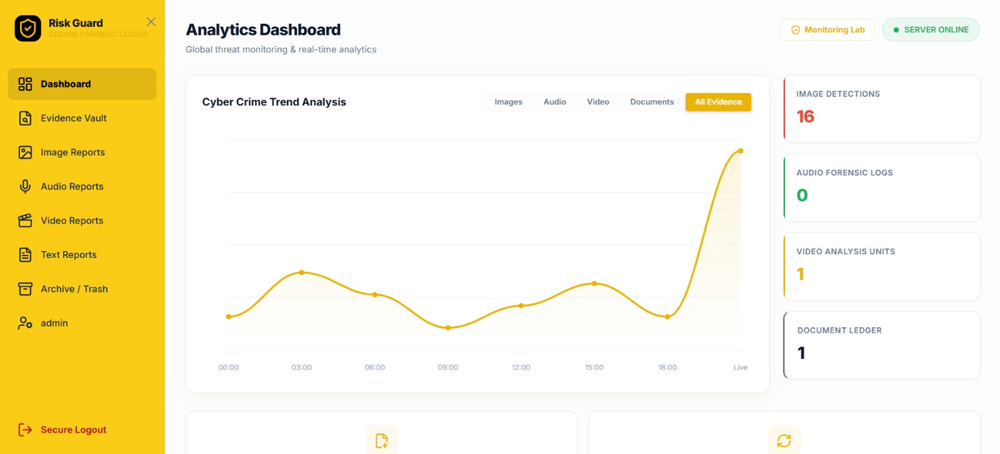 Risk Guard
SECURE FORENSIC LEDGER
Dashboard
Evidence Vault
Image Reports
Audio Reports
Video Reports
Text Reports
Archive / Trash
admin
Secure Logout
Analytics Dashboard
Global threat monitoring & real-time analytics
Monitoring Lab
SERVER ONLINE
Cyber Crime Trend Analysis
Images Audio Video Documents All Evidence
00:00 03:00 06:00 09:00 12:00 15:00 18:00 Live
IMAGE DETECTIONS
16
AUDIO FORENSIC LOGS
0
VIDEO ANALYSIS UNITS
1
DOCUMENT LEDGER
1